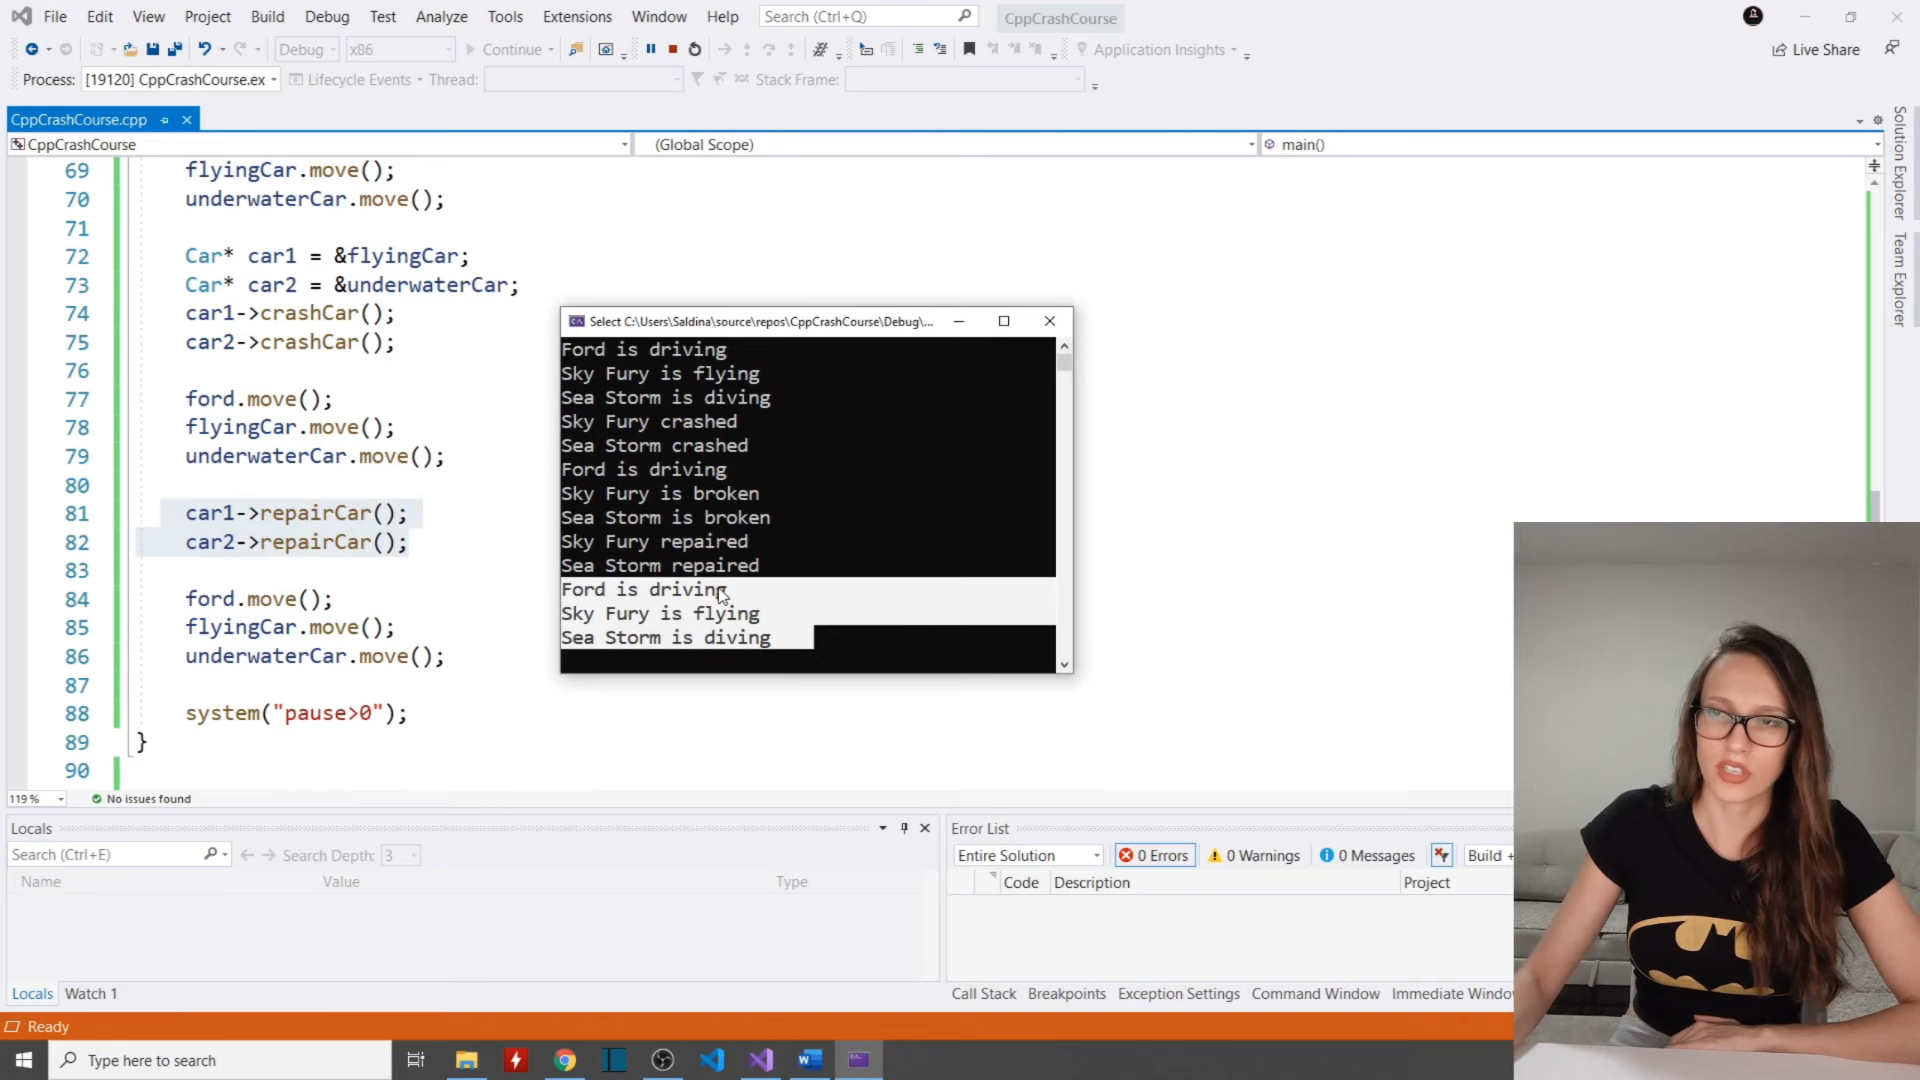 File Edit View Project Build Debug Test Analyze Tools Extensions Window Help Search (Ctrl+Q) CppCrashCourse
Debug x86 Continue Application Insights Live Share
Process: [19120] CppCrashCourse.ex Lifecycle Events Thread: Stack Frame:
CppCrashCourse.cpp
CppCrashCourse (Global Scope) main()
69 flyingCar.move();
70 underwaterCar.move();
71
72 Car* car1 = &flyingCar;
73 Car* car2 = &underwaterCar;
74 car1->crashCar();
75 car2->crashCar();
76
77 ford.move();
78 flyingCar.move();
79 underwaterCar.move();
80
81 car1->repairCar();
82 car2->repairCar();
83
84 ford.move();
85 flyingCar.move();
86 underwaterCar.move();
87
88 system("pause>0");
89 }
90
Select C:\Users\Saldina\source\repos\CppCrashCourse\Debug\...
Ford is driving
Sky Fury is flying
Sea Storm is diving
Sky Fury crashed
Sea Storm crashed
Ford is driving
Sky Fury is broken
Sea Storm is broken
Sky Fury repaired
Sea Storm repaired
Ford is driving
Sky Fury is flying
Sea Storm is diving
Solution Explorer
Team Explorer
119 % No issues found
Locals
Search (Ctrl+E) Search Depth: 3
Name Value Type
Locals Watch 1
Error List
Entire Solution 0 Errors 0 Warnings 0 Messages Build +
Code Description Project
Call Stack Breakpoints Exception Settings Command Window Immediate Windo
Ready
Type here to search